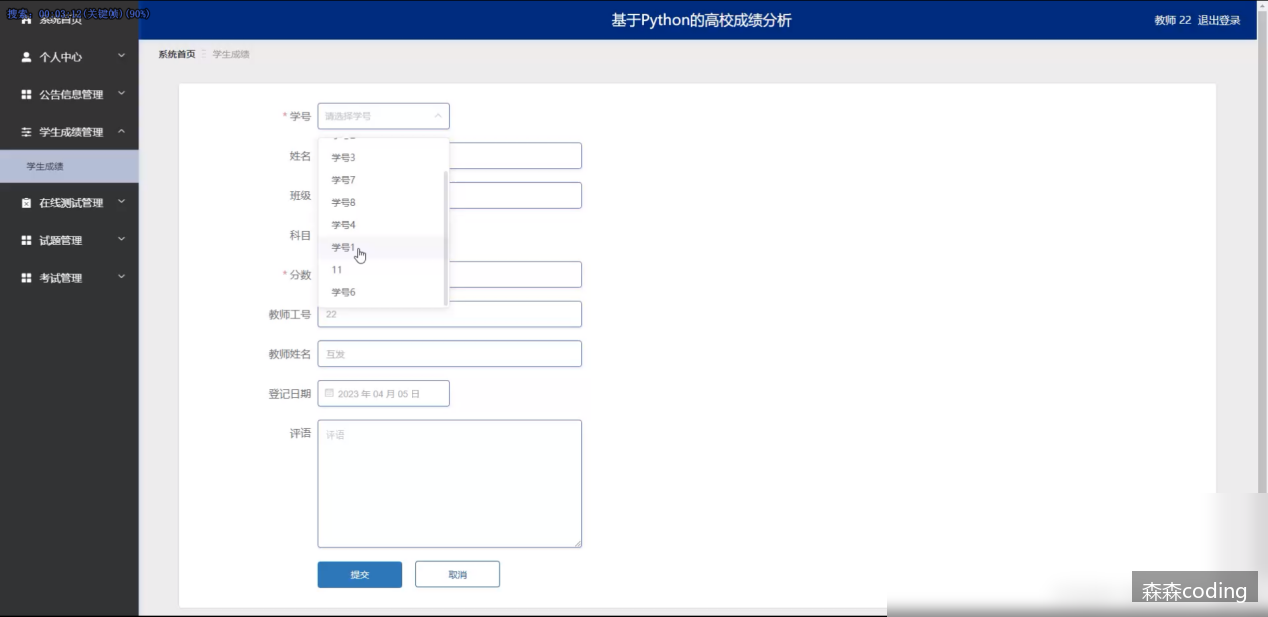 搜索: 00:03:12(关键帧)(90%)
系统首页
基于Python的高校成绩分析
教师 22 退出登录
个人中心
系统首页
学生成绩
公告信息管理
学生成绩管理
学生成绩
在线测试管理
试题管理
考试管理
* 学号
请选择学号
姓名
学号3
学号7
班级
学号8
学号4
科目
学号1
* 分数
11
学号6
教师工号
22
教师姓名
互发
登记日期
2023 年 04 月 05 日
评语
评语
提交
取消
森森coding